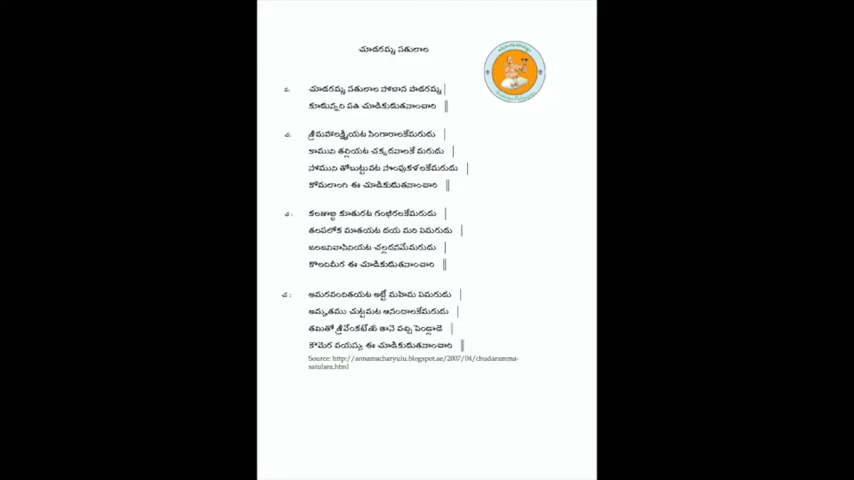 చూడరమ్మ సతులాల
ప: చూడరమ్మ సతులాల సోబాన పాడరమ్మ |
కూడున్నది పతి చూడికుడుతనాంచారి ||
చ: శ్రీమహాలక్ష్మియట సింగారాలకేమరుదు |
కాముని తల్లియట చక్కదనాలకే మరుదు |
సోముని తోబుట్టువట సొంపుకళలకేమరుదు |
కోమలాంగి ఈ చూడికుడుతనాంచారి ||
చ: కలశాబ్ధి కూతురట గంభీరలకేమరుదు |
తలపలోక మాతయట దయ మరి ఏమరుదు |
జలజనివాసినియట చల్లదనమేమరుదు |
కొలదిమీర ఈ చూడికుడుతనాంచారి ||
చ: అమరవందితయట అట్టీ మహిమ ఏమరుదు |
అమృతము చుట్టమట ఆనందాలకేమరుదు |
తమితో శ్రీవేంకటేశు తానె వచ్చి పెండ్లాడె |
కౌమెర వయస్సు ఈ చూడికుడుతనాంచారి ||
Source: http://annamacharyulu.blogspot.ae/2007/04/chudaramma-
satulara.html